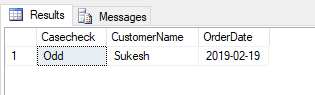 Results Messages
Casecheck CustomerName OrderDate
1 Odd Sukesh 2019-02-19